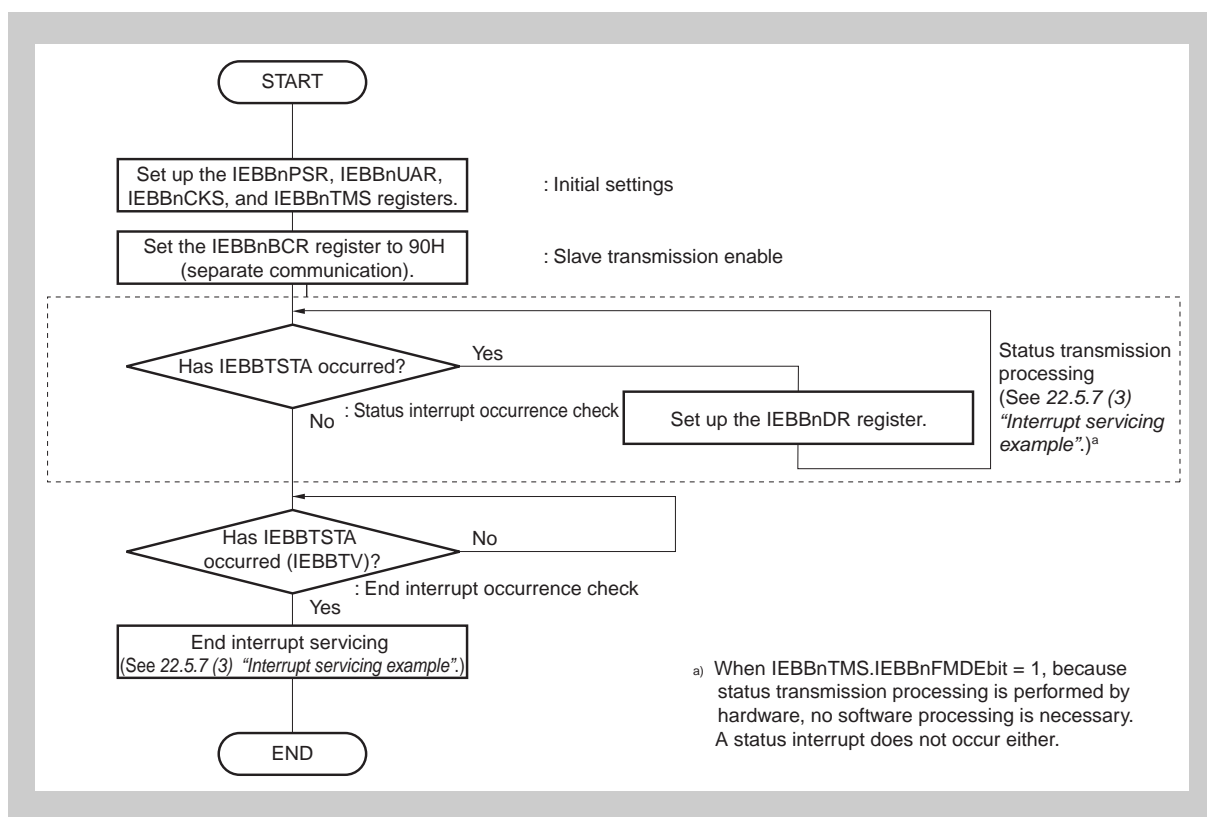 START
Set up the IEBBnPSR, IEBBnUAR,
IEBBnCKS, and IEBBnTMS registers.
: Initial settings
Set the IEBBnBCR register to 90H
(separate communication).
: Slave transmission enable
Has IEBBTSTA occurred?
Yes
No
: Status interrupt occurrence check
Set up the IEBBnDR register.
Status transmission
processing
(See 22.5.7 (3)
“Interrupt servicing
example”.)a
Has IEBBTSTA
occurred (IEBBTV)?
No
: End interrupt occurrence check
Yes
End interrupt servicing
(See 22.5.7 (3) “Interrupt servicing example”.)
END
a) When IEBBnTMS.IEBBnFMDEbit = 1, because
status transmission processing is performed by
hardware, no software processing is necessary.
A status interrupt does not occur either.